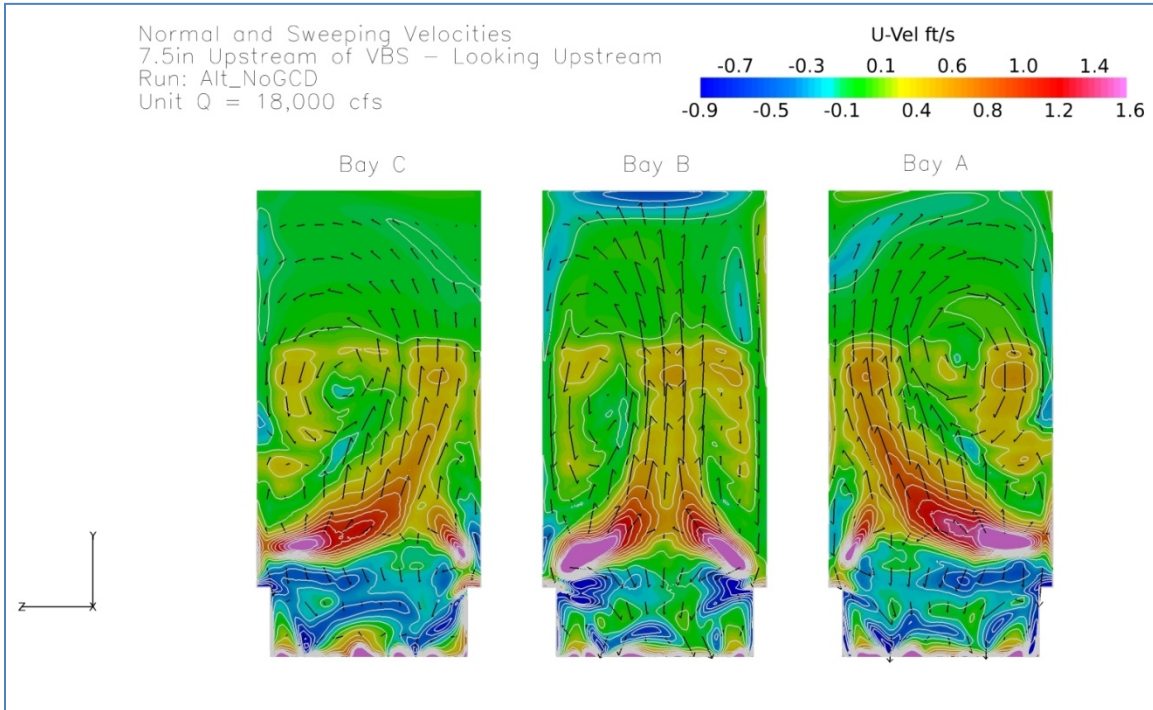 Normal and Sweeping Velocities
7.5in Upstream of VBS – Looking Upstream
Run: Alt_NoGCD
Unit Q = 18,000 cfs
U-Vel ft/s
-0.7 -0.3 0.1 0.6 1.0 1.4
-0.9 -0.5 -0.1 0.4 0.8 1.2 1.6
Bay C Bay B Bay A
Y
Z X